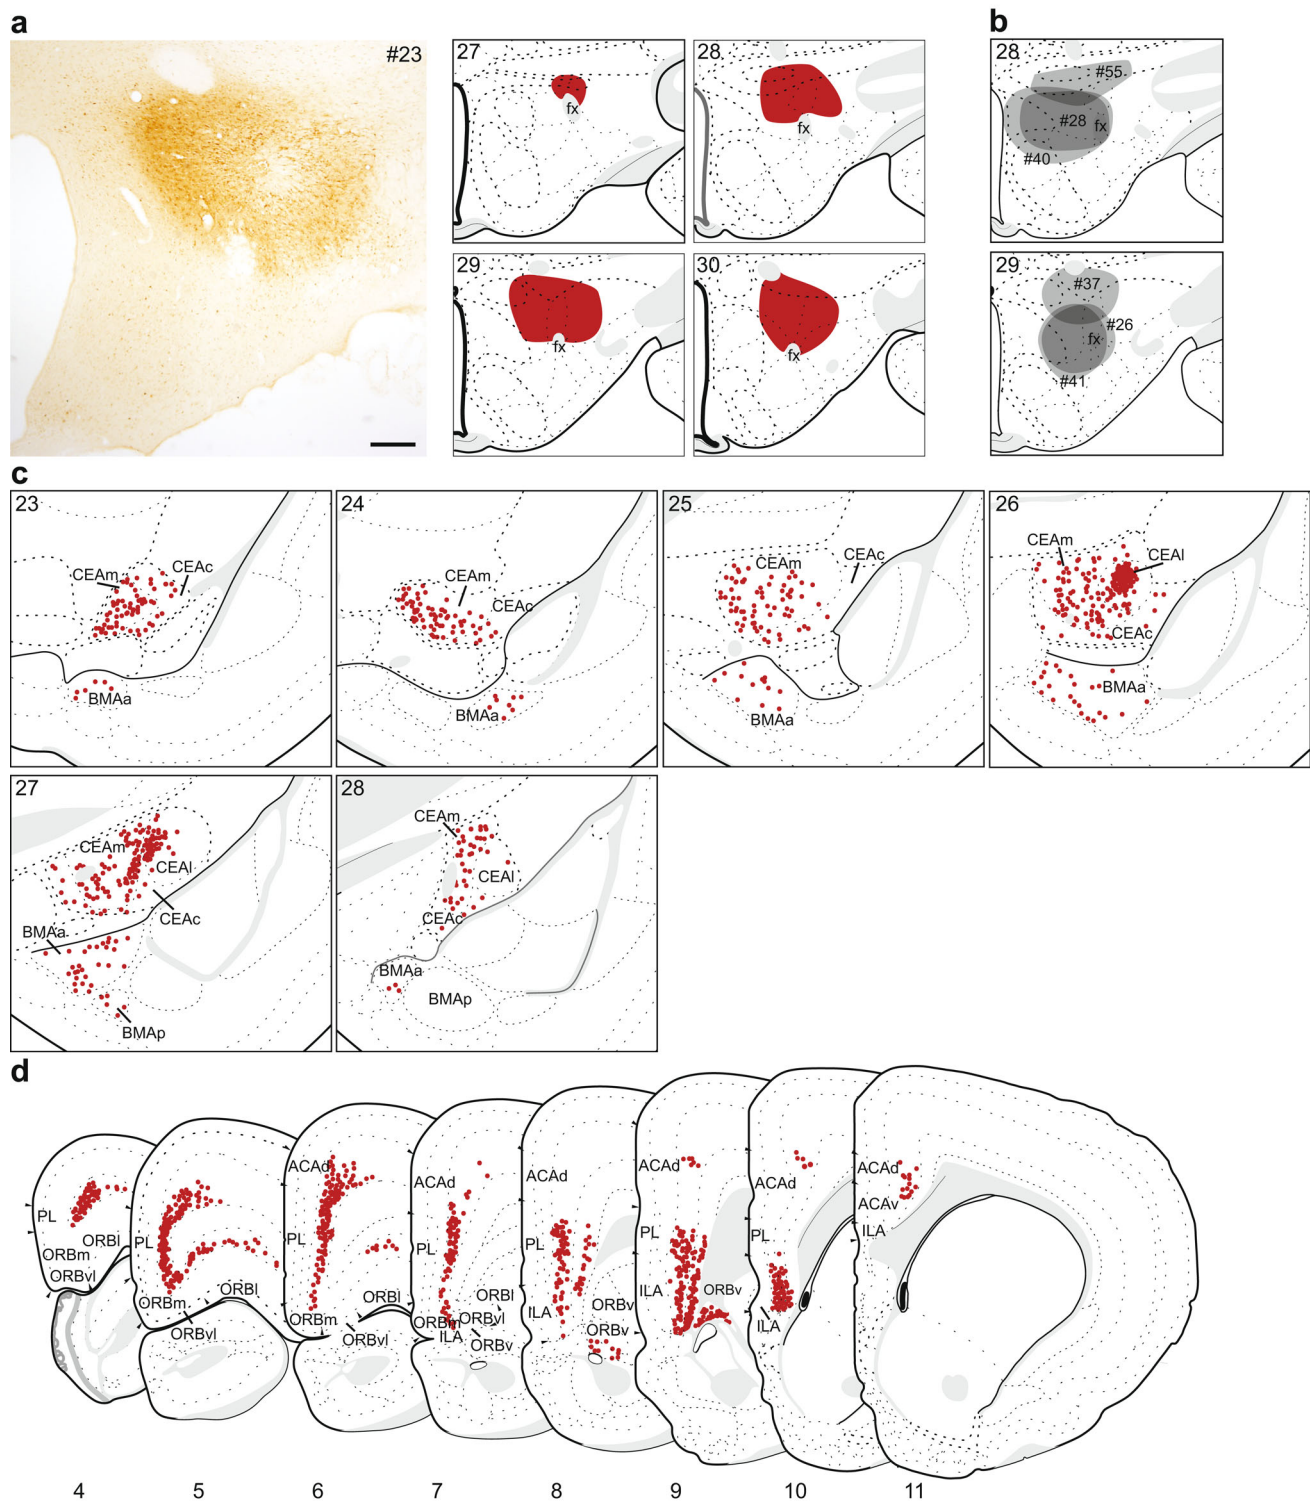 a
#23
27
fx
28
fx
29
fx
30
fx
b
28
#55
#28
fx
#40
29
#37
#26
fx
#41
c
23
CEAm
CEAc
BMAa
24
CEAm
CEAc
BMAa
25
CEAm
CEAc
BMAa
26
CEAm
CEAl
CEAc
BMAa
27
CEAm
CEAl
CEAc
BMAa
BMAp
28
CEAm
CEAl
CEAc
BMAa
BMAp
d
PL
ORBl
ORBm
ORBvl
PL
ORBm
ORBl
ORBvl
ACAd
PL
ORBm
ORBl
ORBvl
ACAd
PL
ORBl
ORBm
ORBvl
ILA
ORBv
ACAd
PL
ILA
ORBv
ORBv
ACAd
PL
ILA
ORBv
ACAd
PL
ILA
ACAd
ACAv
ILA
4 5 6 7 8 9 10 11